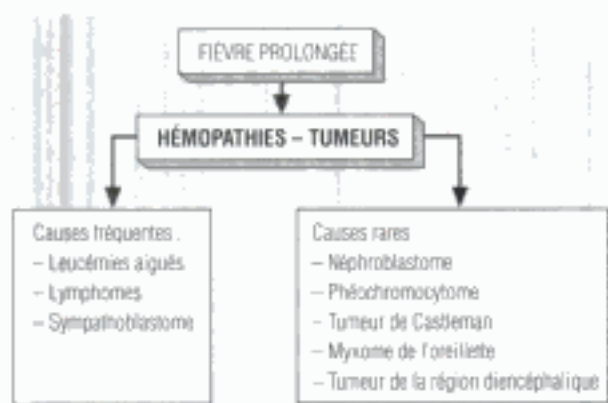 FIÈVRE PROLONGÉE
HÉMOPATHIES – TUMEURS
Causes fréquentes :
– Leucémies aiguës
– Lymphomes
– Sympathoblastome
Causes rares
– Néphroblastome
– Phéochromocytome
– Tumeur de Castleman
– Myxome de l'oreillette
– Tumeur de la région diencéphalique